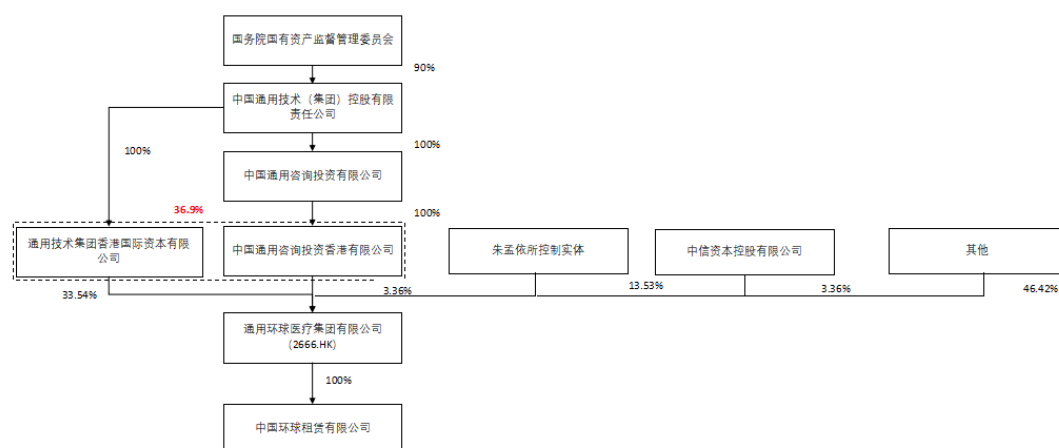 国务院国有资产监督管理委员会
90%
中国通用技术（集团）控股有限
责任公司
100%
100%
中国通用咨询投资有限公司
36.9%
100%
通用技术集团香港国际资本有限
公司
中国通用咨询投资香港有限公司
朱孟依所控制实体
中信资本控股有限公司
其他
33.54%
3.36%
13.53%
3.36%
46.42%
通用环球医疗集团有限公司
(2666.HK)
100%
中国环球租赁有限公司